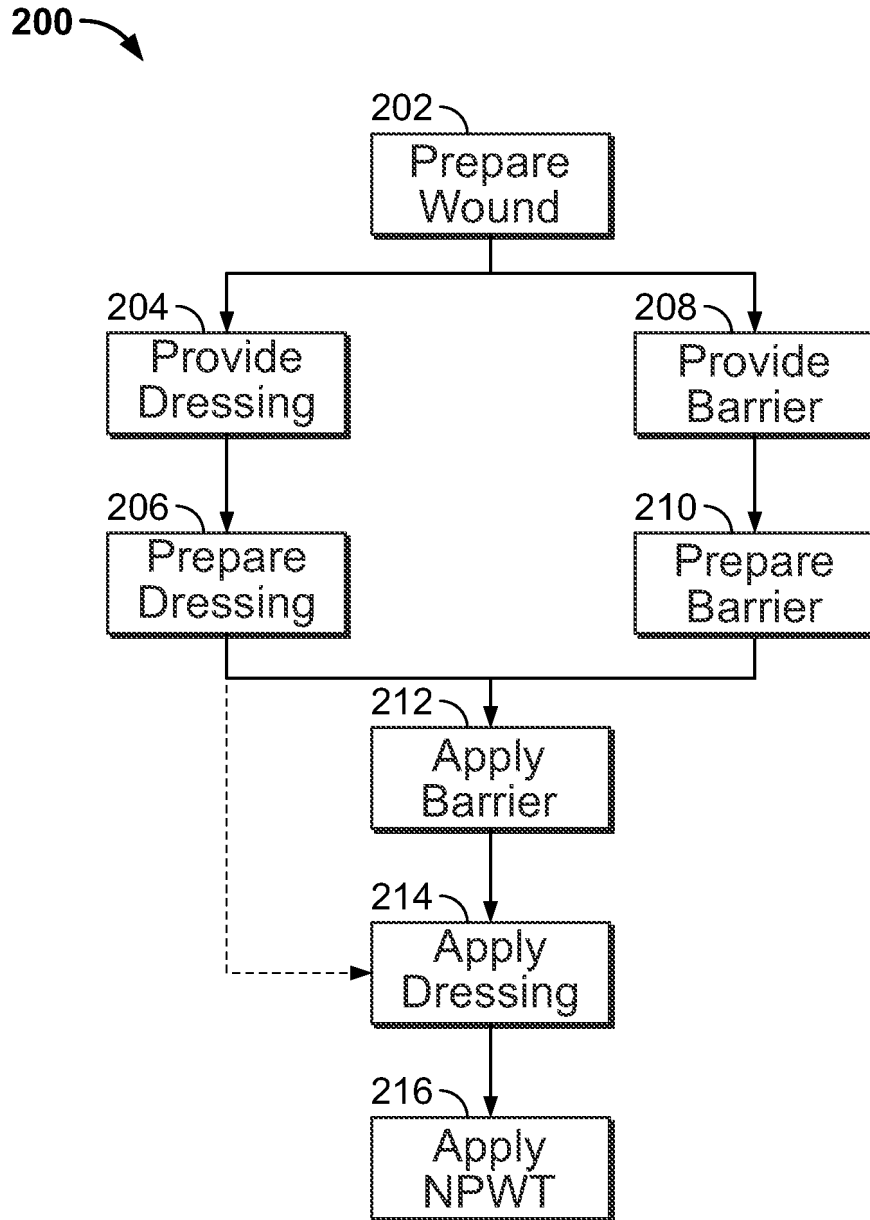 200
202
Prepare
Wound
204
Provide
Dressing
208
Provide
Barrier
206
Prepare
Dressing
210
Prepare
Barrier
212
Apply
Barrier
214
Apply
Dressing
216
Apply
NPWT